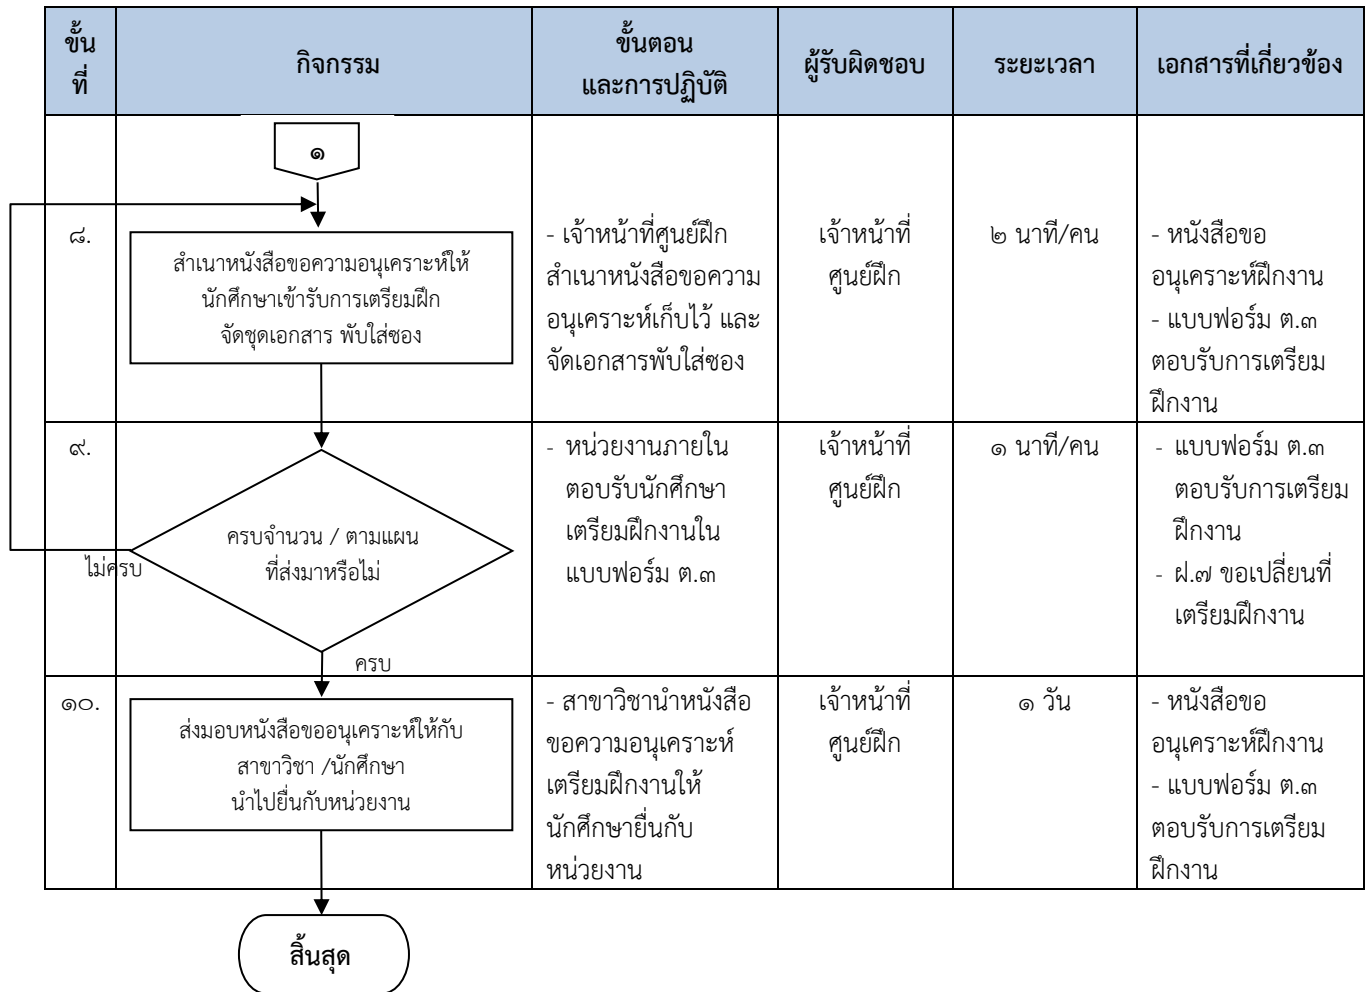 ขั้น
ที่
กิจกรรม
ขั้นตอน
และการปฏิบัติ
ผู้รับผิดชอบ
ระยะเวลา
เอกสารที่เกี่ยวข้อง
๑
๘.
สำเนาหนังสือขอความอนุเคราะห์ให้
นักศึกษาเข้ารับการเตรียมฝึก
จัดชุดเอกสาร พับใส่ซอง
- เจ้าหน้าที่ศูนย์ฝึก
สำเนาหนังสือขอความ
อนุเคราะห์เก็บไว้ และ
จัดเอกสารพับใส่ซอง
เจ้าหน้าที่
ศูนย์ฝึก
๒ นาที/คน
- หนังสือขอ
อนุเคราะห์ฝึกงาน
- แบบฟอร์ม ต.๓
ตอบรับการเตรียม
ฝึกงาน
๙.
ครบจำนวน / ตามแผน
ที่ส่งมาหรือไม่
ไม่ครบ
ครบ
- หน่วยงานภายใน
ตอบรับนักศึกษา
เตรียมฝึกงานใน
แบบฟอร์ม ต.๓
เจ้าหน้าที่
ศูนย์ฝึก
๑ นาที/คน
- แบบฟอร์ม ต.๓
ตอบรับการเตรียม
ฝึกงาน
- ฝ.๗ ขอเปลี่ยนที่
เตรียมฝึกงาน
๑๐.
ส่งมอบหนังสือขออนุเคราะห์ให้กับ
สาขาวิชา /นักศึกษา
นำไปยื่นกับหน่วยงาน
- สาขาวิชานำหนังสือ
ขอความอนุเคราะห์
เตรียมฝึกงานให้
นักศึกษายื่นกับ
หน่วยงาน
เจ้าหน้าที่
ศูนย์ฝึก
๑ วัน
- หนังสือขอ
อนุเคราะห์ฝึกงาน
- แบบฟอร์ม ต.๓
ตอบรับการเตรียม
ฝึกงาน
สิ้นสุด